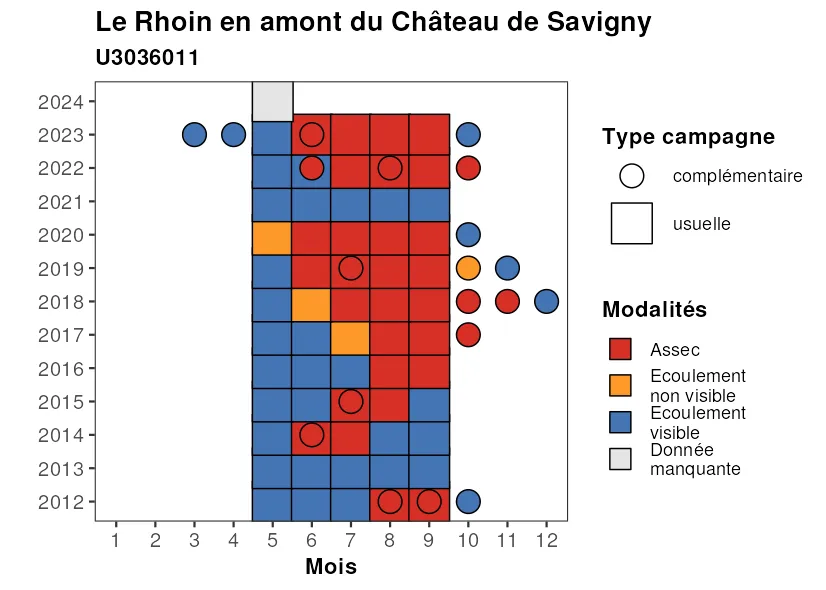 Le Rhoin en amont du Château de Savigny
U3036011
2024
2023
2022
2021
2020
2019
2018
2017
2016
2015
2014
2013
2012
1 2 3 4 5 6 7 8 9 10 11 12
Mois
Type campagne
complémentaire
usuelle
Modalités
Assec
Ecoulement
non visible
Ecoulement
visible
Donnée
manquante